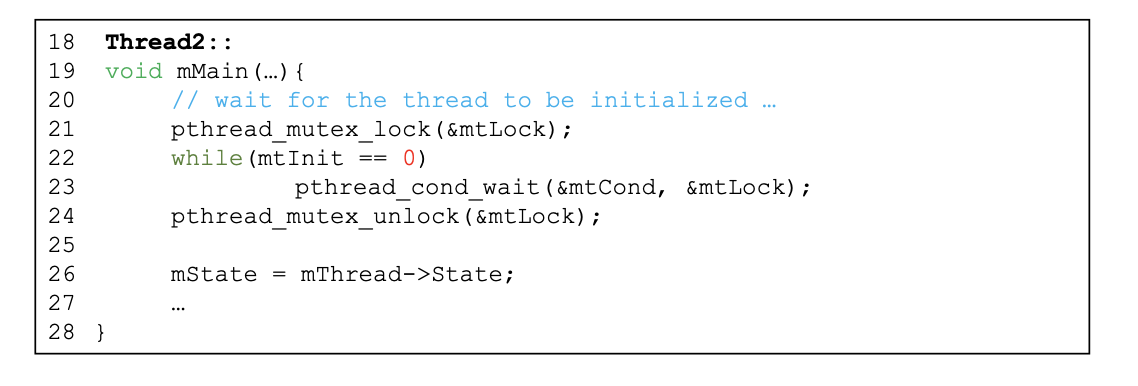 18 Thread2::
19 void mMain(…){
20 // wait for the thread to be initialized …
21 pthread_mutex_lock(&mtLock);
22 while(mtInit == 0)
23 pthread_cond_wait(&mtCond, &mtLock);
24 pthread_mutex_unlock(&mtLock);
25
26 mState = mThread->State;
27 …
28 }